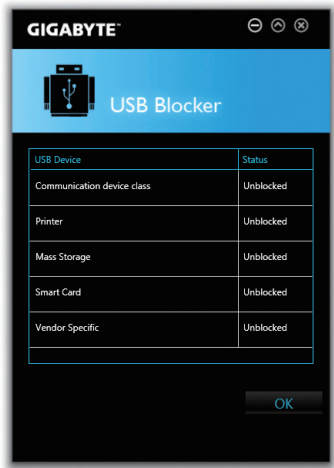 GIGABYTE™
USB Blocker
USB Device Status
Communication device class Unblocked
Printer Unblocked
Mass Storage Unblocked
Smart Card Unblocked
Vendor Specific Unblocked
OK